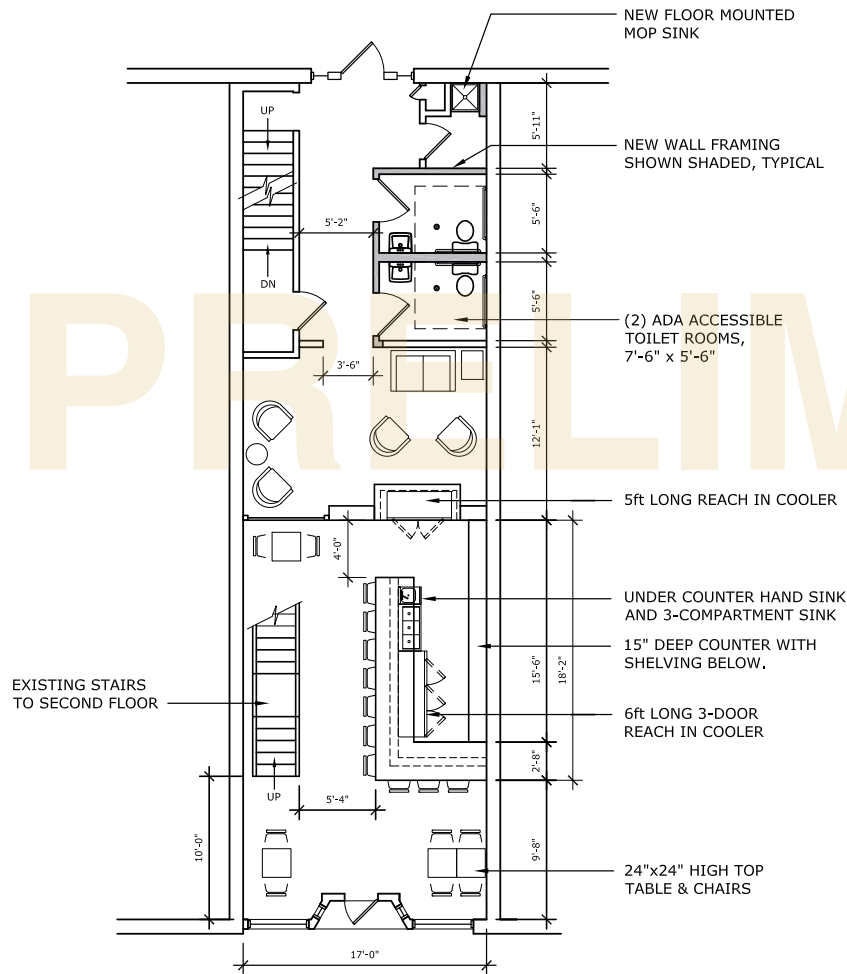 NEW FLOOR MOUNTED
MOP SINK
UP
5'-11"
NEW WALL FRAMING
SHOWN SHADED, TYPICAL
5'-2"
5'-6"
DN
5'-6"
(2) ADA ACCESSIBLE
TOILET ROOMS,
7'-6" x 5'-6"
PRELIM
3'-6"
12'-1"
5ft LONG REACH IN COOLER
4'-0"
UNDER COUNTER HAND SINK
AND 3-COMPARTMENT SINK
15" DEEP COUNTER WITH
SHELVING BELOW.
15'-6"
18'-2"
EXISTING STAIRS
TO SECOND FLOOR
6ft LONG 3-DOOR
REACH IN COOLER
2'-8"
UP
5'-4"
10'-0"
9'-8"
24"x24" HIGH TOP
TABLE & CHAIRS
17'-0"